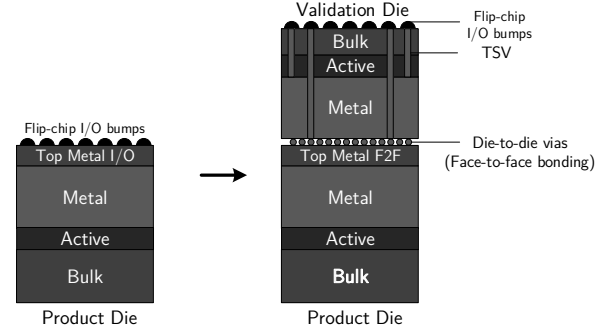 Validation Die
Flip-chip
I/O bumps
Bulk
TSV
Active
Metal
Flip-chip I/O bumps
Die-to-die vias
(Face-to-face bonding)
Top Metal I/O
Top Metal F2F
Metal
Metal
Active
Active
Bulk
Bulk
Product Die
Product Die